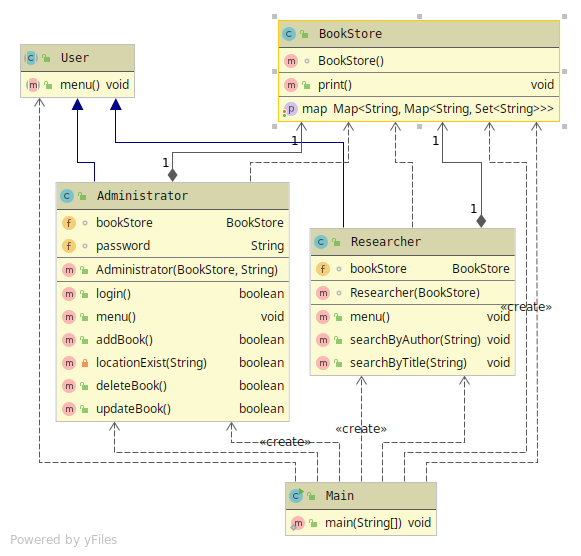 C User
m menu() void
C BookStore
m BookStore()
m print() void
p map Map<String, Map<String, Set<String>>>
1
1
1
1
C Administrator
f bookStore BookStore
f password String
m Administrator(BookStore, String)
m login() boolean
m menu() void
m addBook() boolean
m locationExist(String) boolean
m deleteBook() boolean
m updateBook() boolean
C Researcher
f bookStore BookStore
m Researcher(BookStore)
m menu() void
m searchByAuthor(String) void
m searchByTitle(String) void
«create»
«create»
«create»
C Main
m main(String[]) void
Powered by yFiles